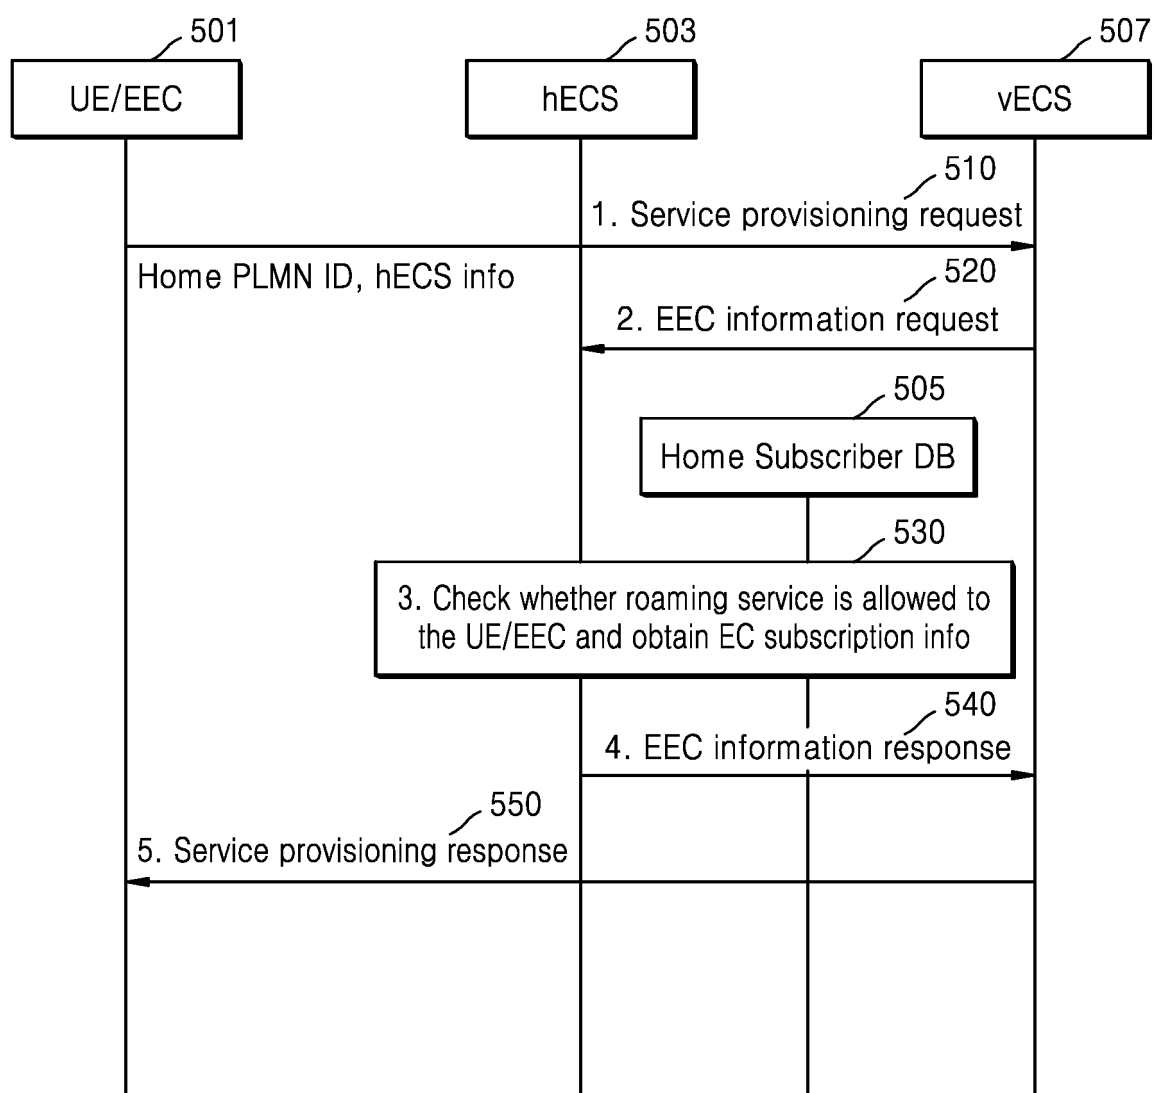 501
503
507
UE/EEC
hECS
vECS
510
1. Service provisioning request
Home PLMN ID, hECS info
520
2. EEC information request
505
Home Subscriber DB
530
3. Check whether roaming service is allowed to
the UE/EEC and obtain EC subscription info
540
4. EEC information response
550
5. Service provisioning response